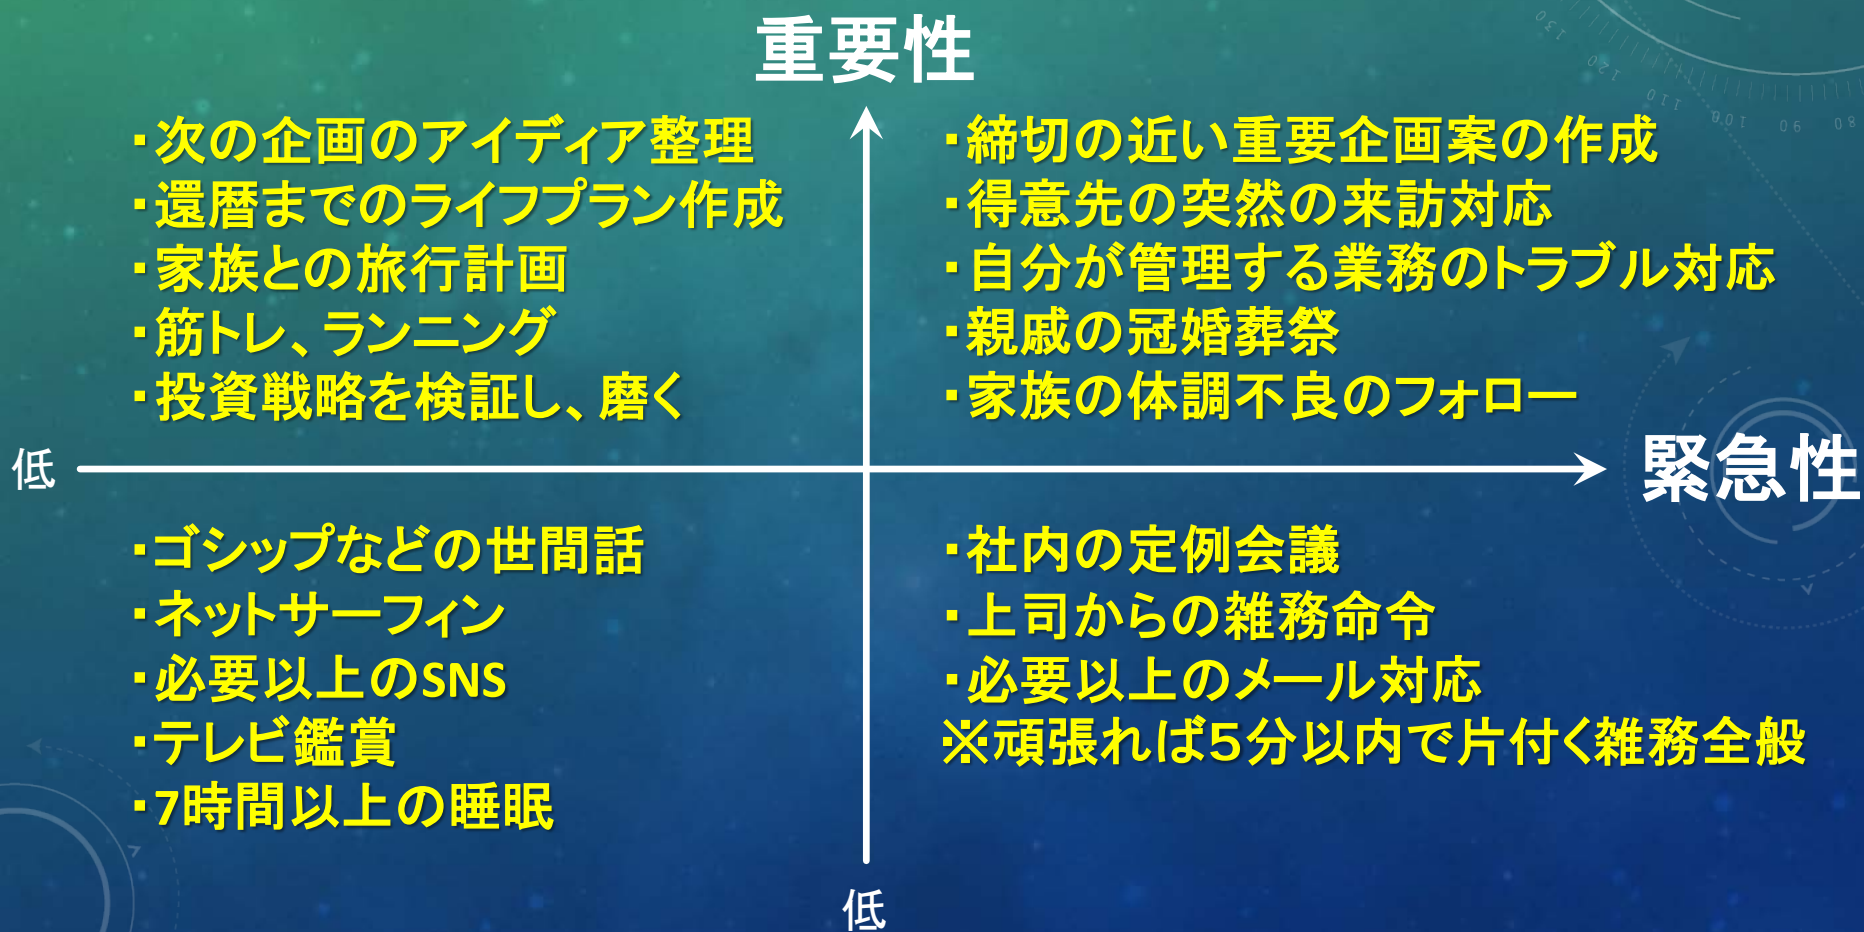 重要性
・次の企画のアイディア整理
・還暦までのライフプラン作成
・家族との旅行計画
・筋トレ、ランニング
・投資戦略を検証し、磨く
・締切の近い重要企画案の作成
・得意先の突然の来訪対応
・自分が管理する業務のトラブル対応
・親戚の冠婚葬祭
・家族の体調不良のフォロー
低
緊急性
・ゴシップなどの世間話
・ネットサーフィン
・必要以上のSNS
・テレビ鑑賞
・7時間以上の睡眠
・社内の定例会議
・上司からの雑務命令
・必要以上のメール対応
※頑張れば５分以内で片付く雑務全般
低
130
120
110
100
90
80